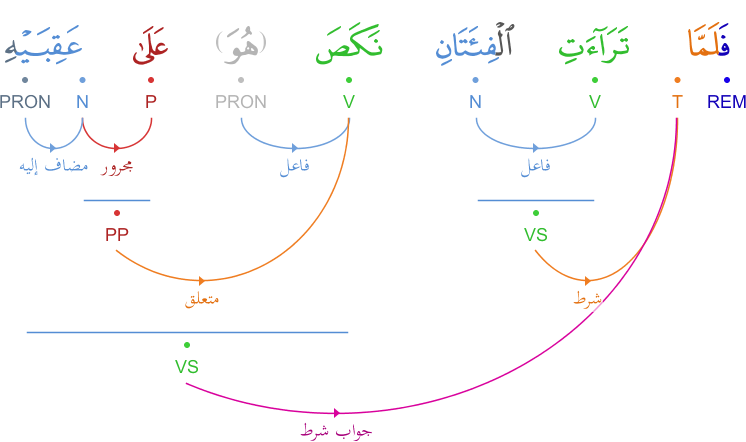 فَلَمَّا تَرَآءَتِ ٱلْفِئَتَانِ نَكَصَ (هُوَ) عَلَىٰ عَقِبَيْهِ
REM T V N V PRON P N PRON
فاعل فاعل مجرور مضاف إليه
VS PP
شرط متعلق
VS
جواب شرط